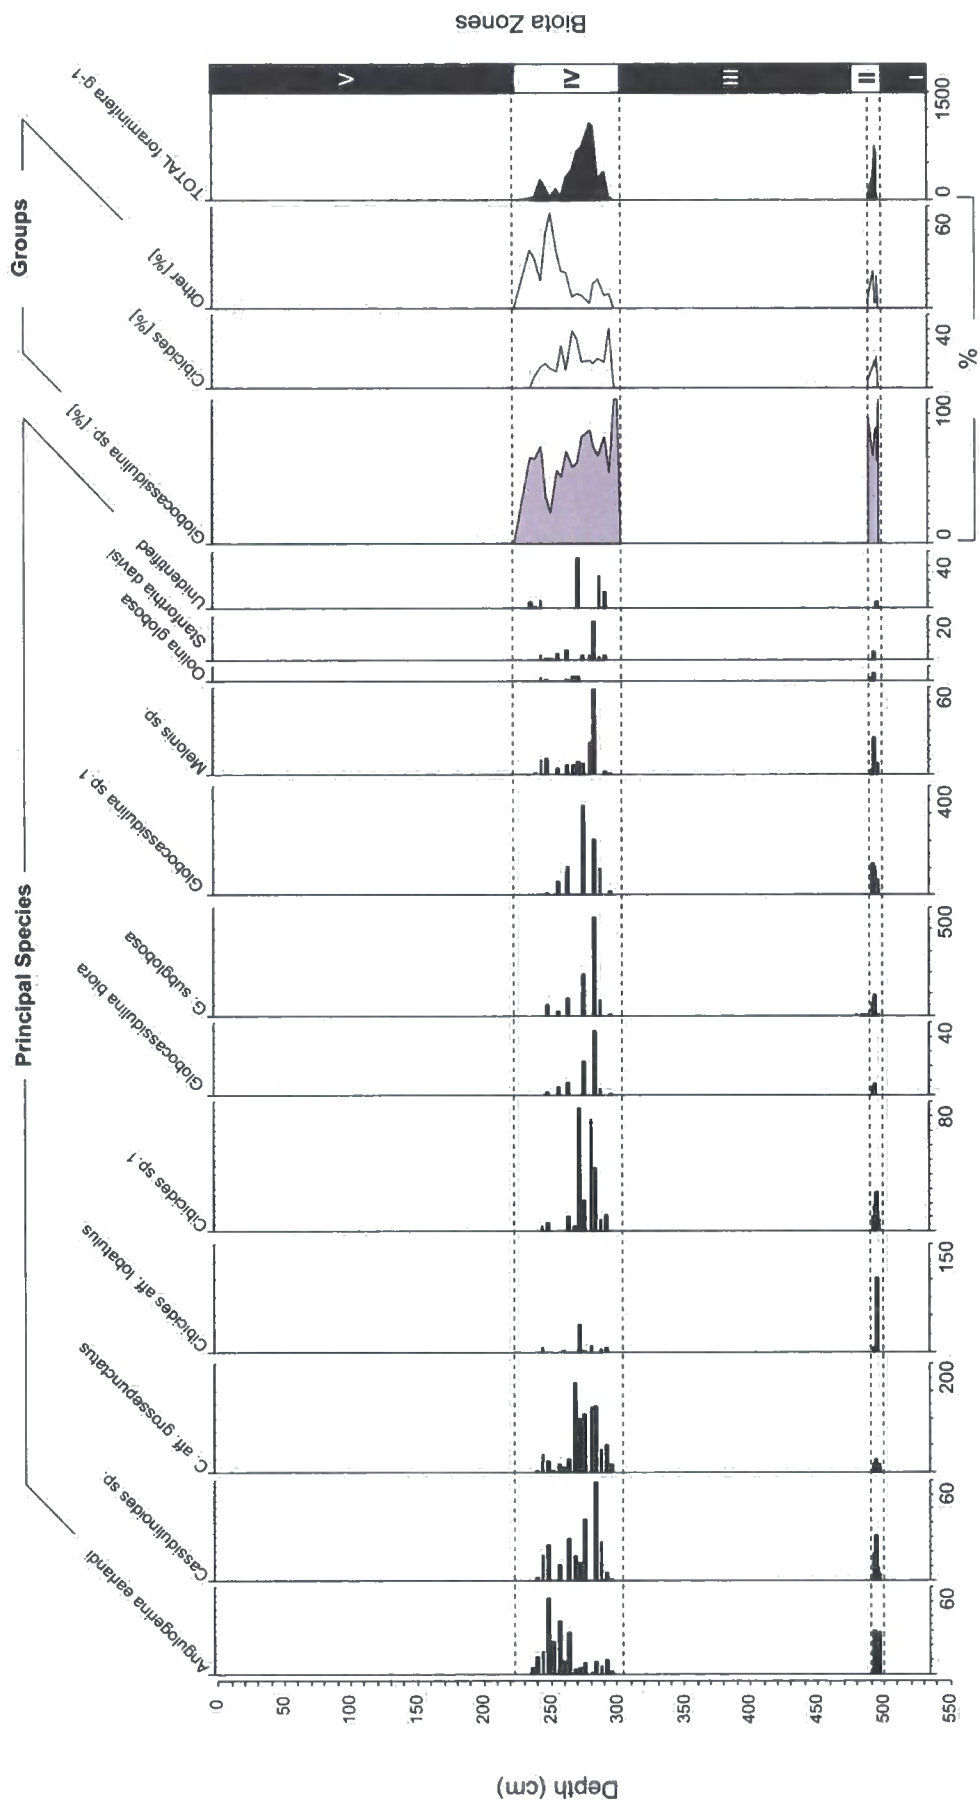 Principal Species
Groups
Angulogerina earlandi
Cassidulinoides sp.
C. aff. grossepunctatus
Cibicides aff. lobatulus
Cibicides sp.1
Globocassidulina biora
G. subglobosa
Globocassidulina sp.1
Melonis sp.
Oolina globosa
Stanforthia davisi
Unidentified
Globocassidulina sp. [%]
Cibicides [%]
Other [%]
TOTAL foraminifera g-1
Biota Zones
V
IV
III
II
I
Depth (cm)
0
50
100
150
200
250
300
350
400
450
500
550
60
60
200
150
80
40
500
400
60
20
40
0 100
40
60
0 1500
%